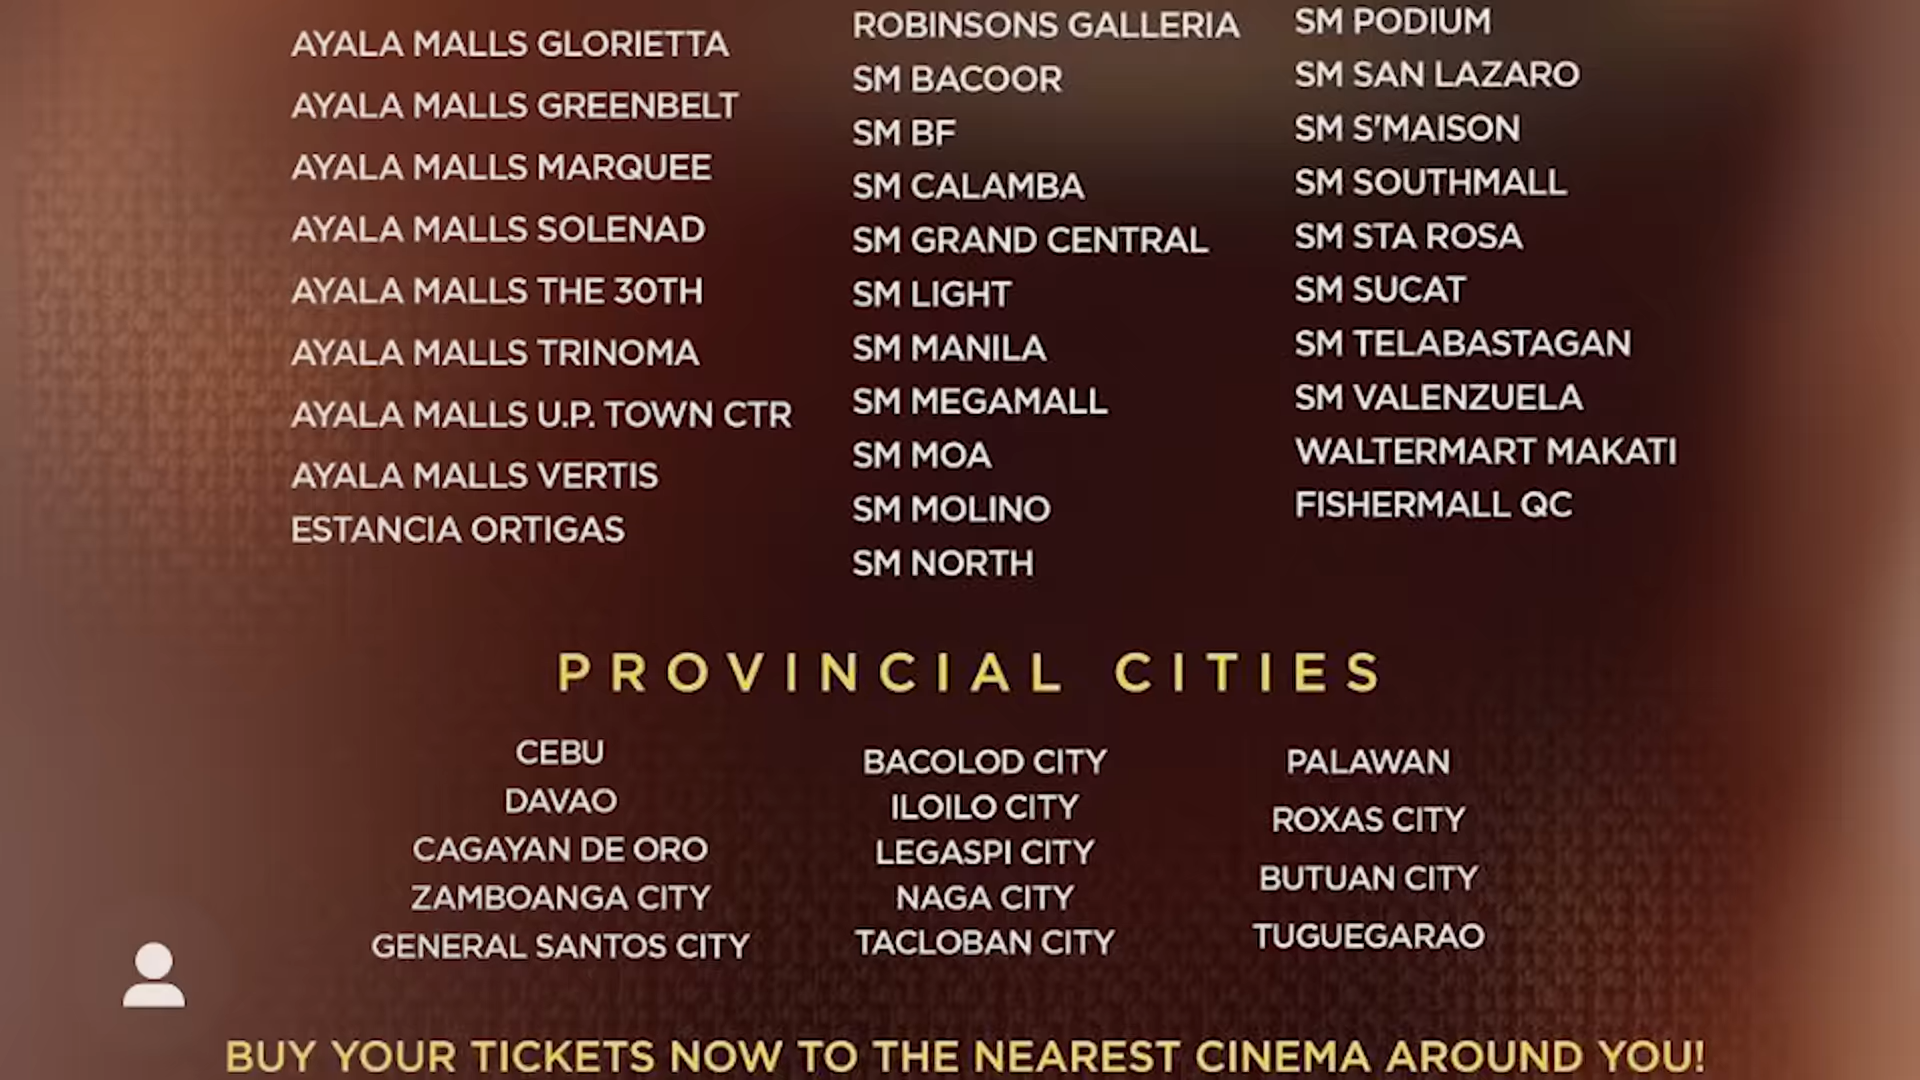 AYALA MALLS GLORIETTA
AYALA MALLS GREENBELT
AYALA MALLS MARQUEE
AYALA MALLS SOLENAD
AYALA MALLS THE 30TH
AYALA MALLS TRINOMA
AYALA MALLS U.P. TOWN CTR
AYALA MALLS VERTIS
ESTANCIA ORTIGAS
ROBINSONS GALLERIA
SM BACOOR
SM BF
SM CALAMBA
SM GRAND CENTRAL
SM LIGHT
SM MANILA
SM MEGAMALL
SM MOA
SM MOLINO
SM NORTH
SM PODIUM
SM SAN LAZARO
SM S'MAISON
SM SOUTHMALL
SM STA ROSA
SM SUCAT
SM TELABASTAGAN
SM VALENZUELA
WALTERMART MAKATI
FISHERMALL QC
PROVINCIAL CITIES
CEBU
DAVAO
CAGAYAN DE ORO
ZAMBOANGA CITY
GENERAL SANTOS CITY
BACOLOD CITY
ILOILO CITY
LEGASPI CITY
NAGA CITY
TACLOBAN CITY
PALAWAN
ROXAS CITY
BUTUAN CITY
TUGUEGARAO
BUY YOUR TICKETS NOW TO THE NEAREST CINEMA AROUND YOU!